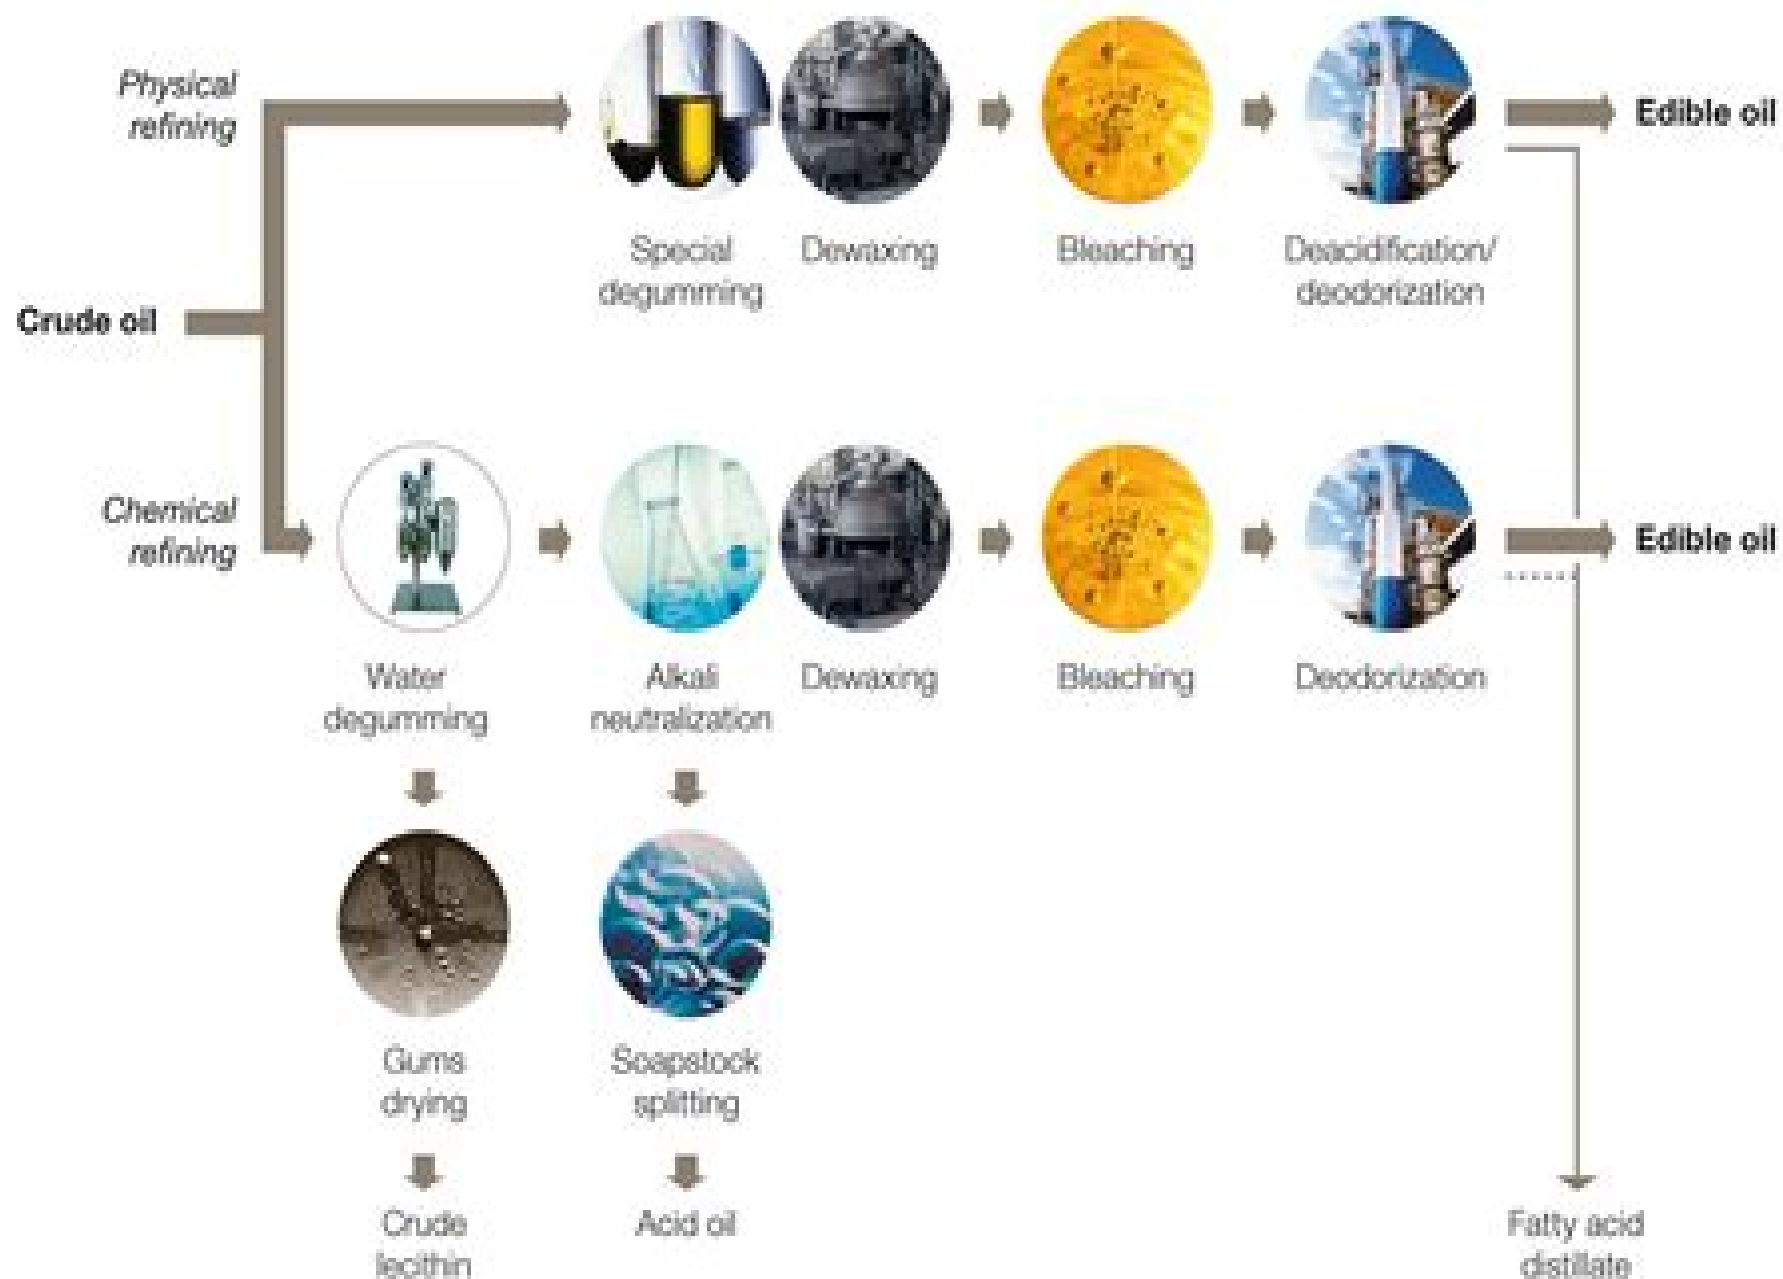 Physical
refining
Edible oil
Special
degumming
Dewaxing
Bleaching
Deacidification/
deodorization
Crude oil
Chemical
refining
Edible oil
Water
degumming
Alkali
neutralization
Dewaxing
Bleaching
Deodorization
Gums
drying
Soapstock
splitting
Crude
lecithin
Acid oil
Fatty acid
distillate